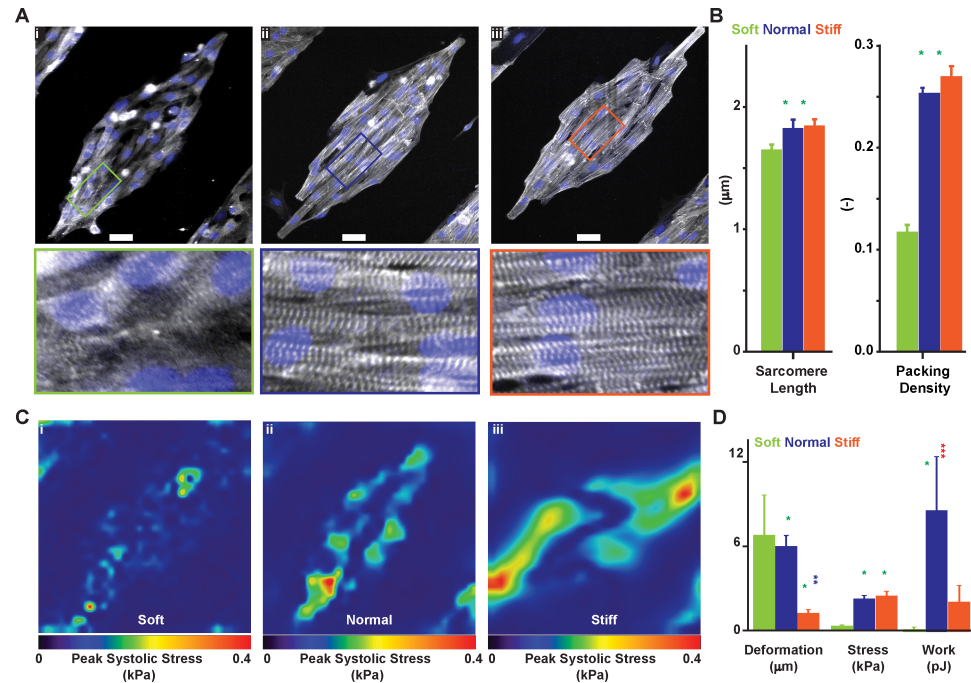 A
i
ii
iii
B
Soft Normal Stiff
2
1
0
(μm)
Sarcomere
Length
0.3
0.2
0.1
0.0
(-)
Packing
Density
* *
* *
C
i
ii
iii
Soft
Normal
Stiff
0 Peak Systolic Stress 0.4
(kPa)
0 Peak Systolic Stress 0.4
(kPa)
0 Peak Systolic Stress 0.4
(kPa)
D
Soft Normal Stiff
12
6
0
*
* **
* *
* ***
Deformation
(μm)
Stress
(kPa)
Work
(pJ)